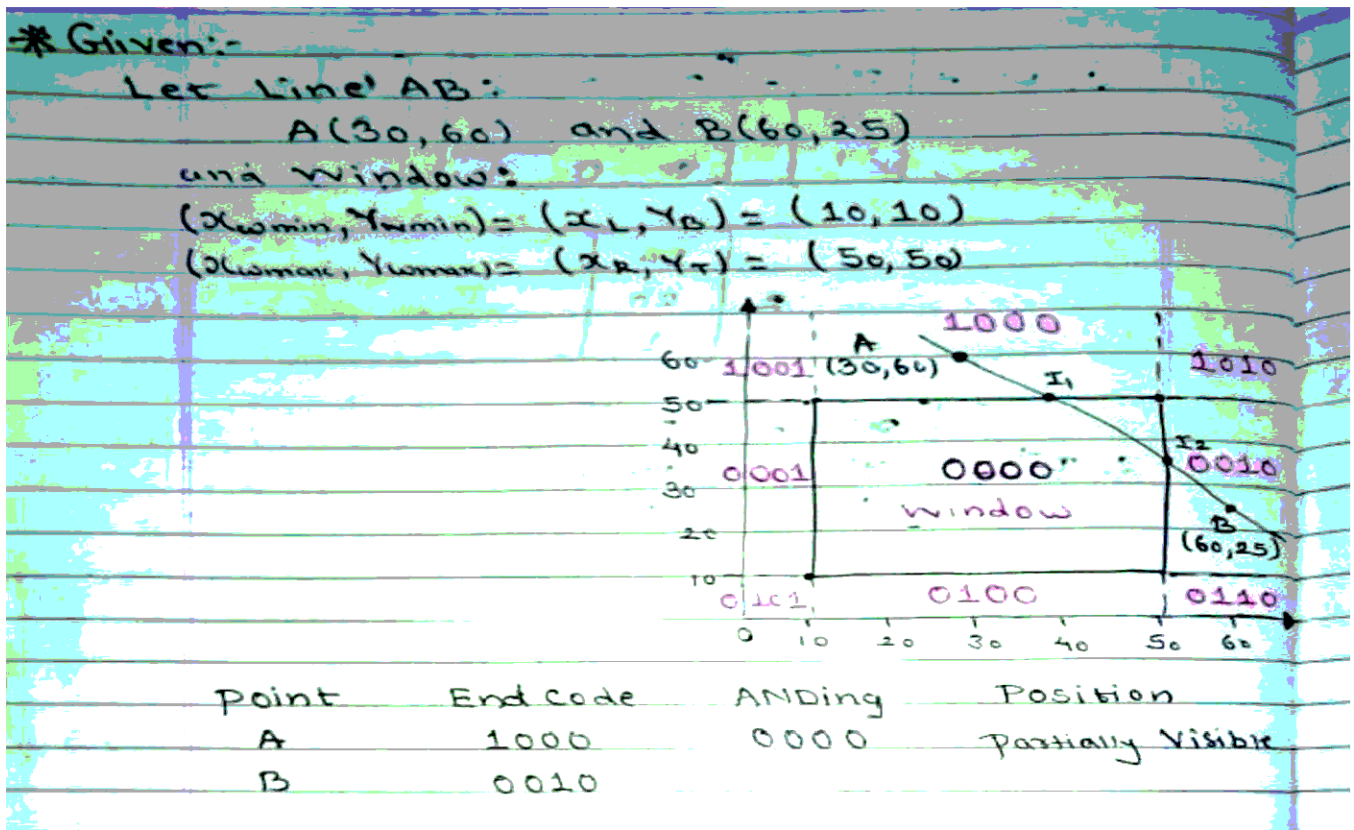 * Given:-
Let Line' AB:
A(30,60) and B(60,25)
and window:
(xwmin, Ywmin)= (xL, YB) = (10,10)
(xwmax, Ywmax)= (xR, YT) = (50,50)
1000
A
60 1001 (30,60) 1010
I1
50
40 I2
0001 0000 0010
30 window
20 B
(60,25)
10
0101 0100 0110
0 10 20 30 40 50 60
Point End Code ANDing Position
A 1000 0000 Partially Visible
B 0010